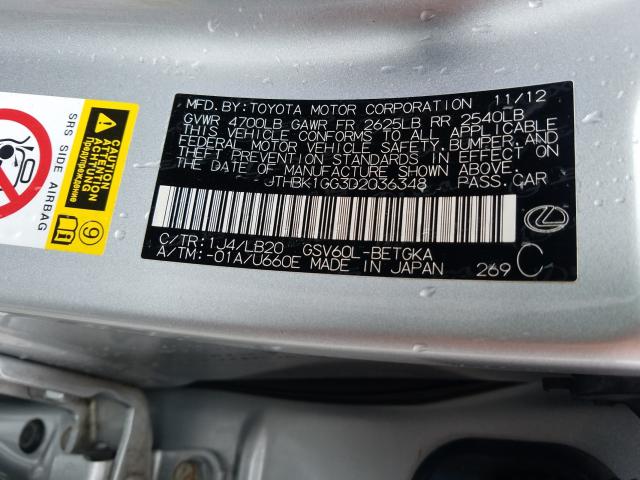 MFD.BY:TOYOTA MOTOR CORPORATION 11/12
GVWR 4700LB GAWR FR 2625LB RR 2540LB
THIS VEHICLE CONFORMS TO ALL APPLICABLE
FEDERAL MOTOR VEHICLE SAFETY,BUMPER,AND
THEFT PREVENTION STANDARDS IN EFFECT ON
THE DATE OF MANUFACTURE SHOWN ABOVE.
JTHBK1GG3D2036348 PASS.CAR
C/TR:1J4/LB20 GSV60L-BETGKA
A/TM:-01A/U660E MADE IN JAPAN 269 C
SRS SIDE AIRBAG
CAUTION
ACHTUNG
ATTENTION
Предупреждение
9